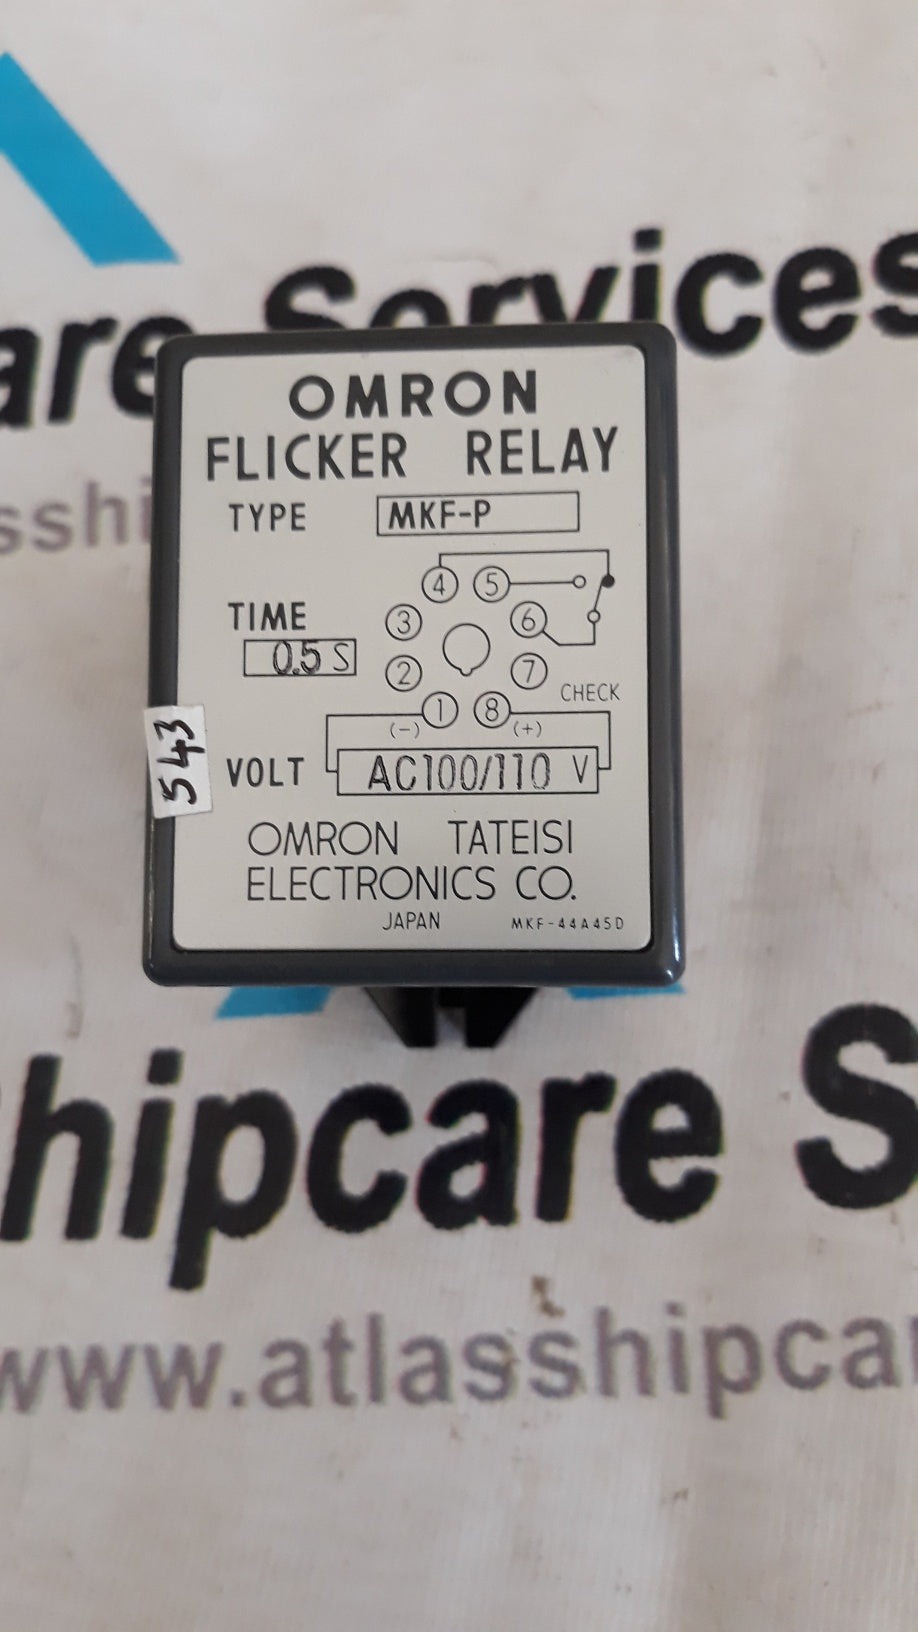 are Services
sshi
OMRON
FLICKER RELAY
TYPE MKF-P
4 5
3 6
TIME
0.5 S
2 7
CHECK
1 8
(-) (+)
543
VOLT AC100/110 V
OMRON TATEISI
ELECTRONICS CO.
JAPAN MKF-44A45D
hipcare S
www.atlasshipcar